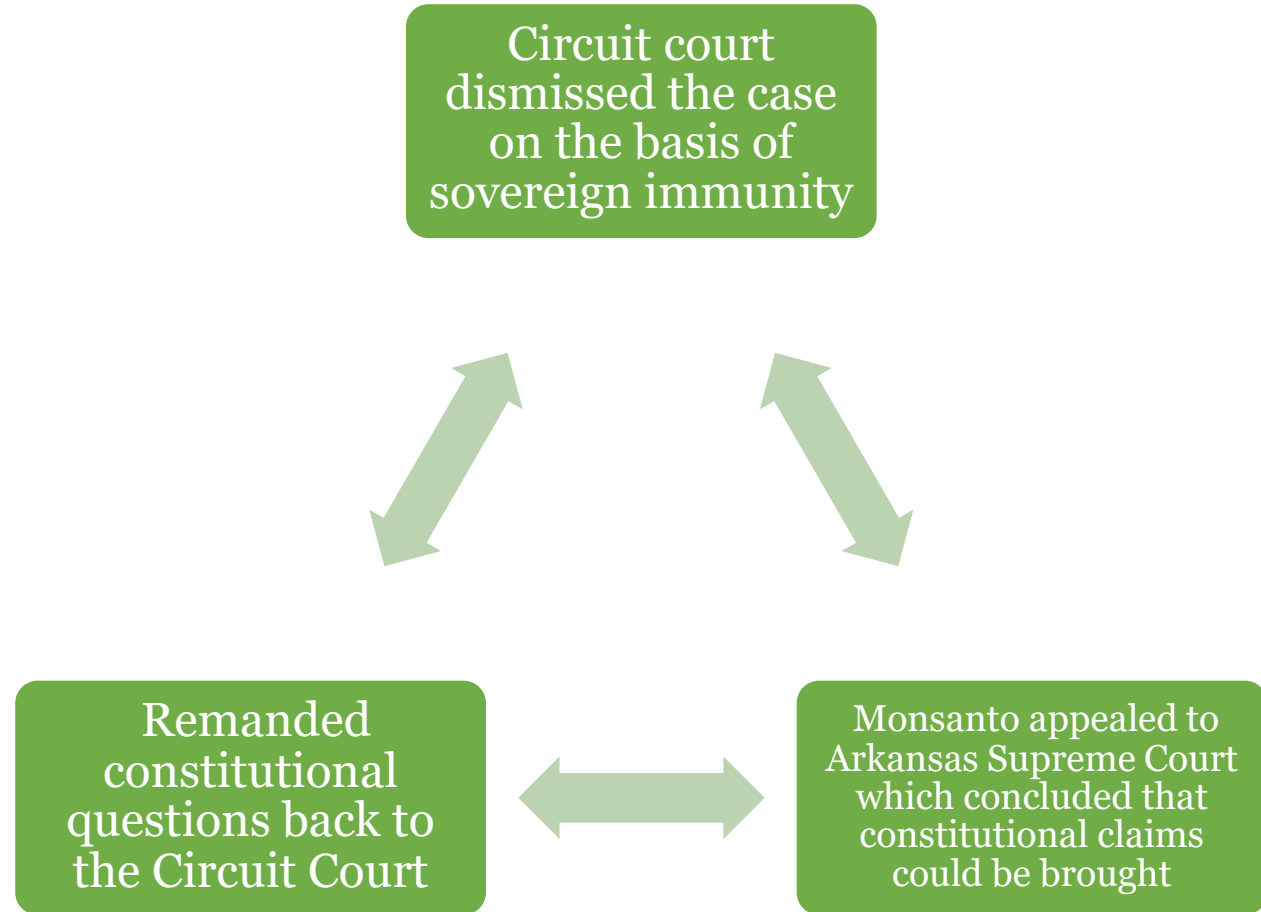 Circuit court
dismissed the case
on the basis of
sovereign immunity
Monsanto appealed to
Arkansas Supreme Court
which concluded that
constitutional claims
could be brought
Remanded
constitutional
questions back to
the Circuit Court